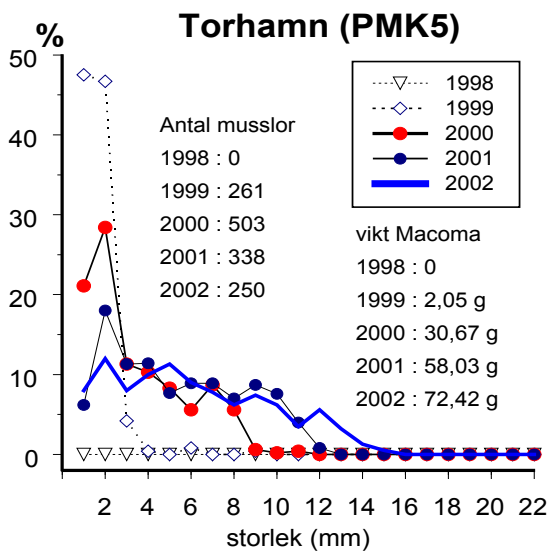 Torhamn (PMK5)
%
50
40
30
20
10
0
1998
1999
2000
2001
2002
Antal musslor
1998 : 0
1999 : 261
2000 : 503
2001 : 338
2002 : 250
vikt Macoma
1998 : 0
1999 : 2,05 g
2000 : 30,67 g
2001 : 58,03 g
2002 : 72,42 g
2 4 6 8 10 12 14 16 18 20 22
storlek (mm)